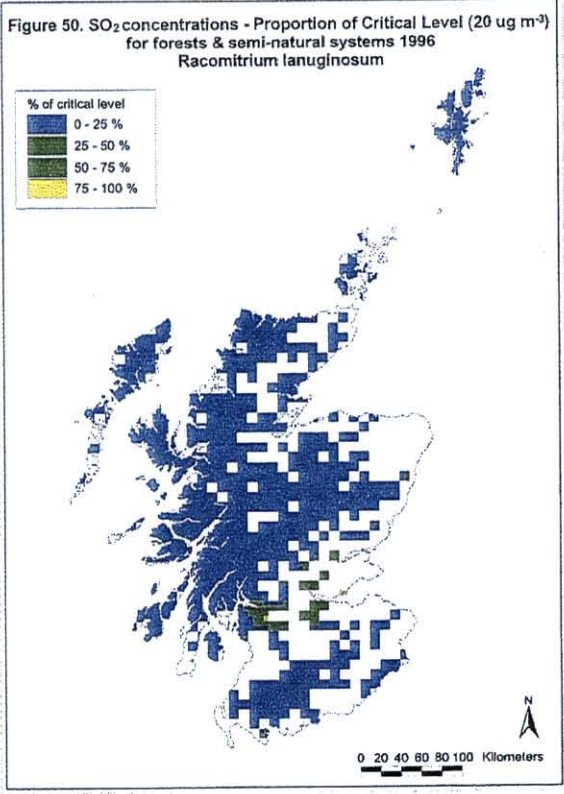 Figure 50. SO₂ concentrations - Proportion of Critical Level (20 ug m⁻³)
for forests & semi-natural systems 1996
Racomitrium lanuginosum
% of critical level
0 - 25 %
25 - 50 %
50 - 75 %
75 - 100 %
N
0 20 40 60 80 100 Kilometers